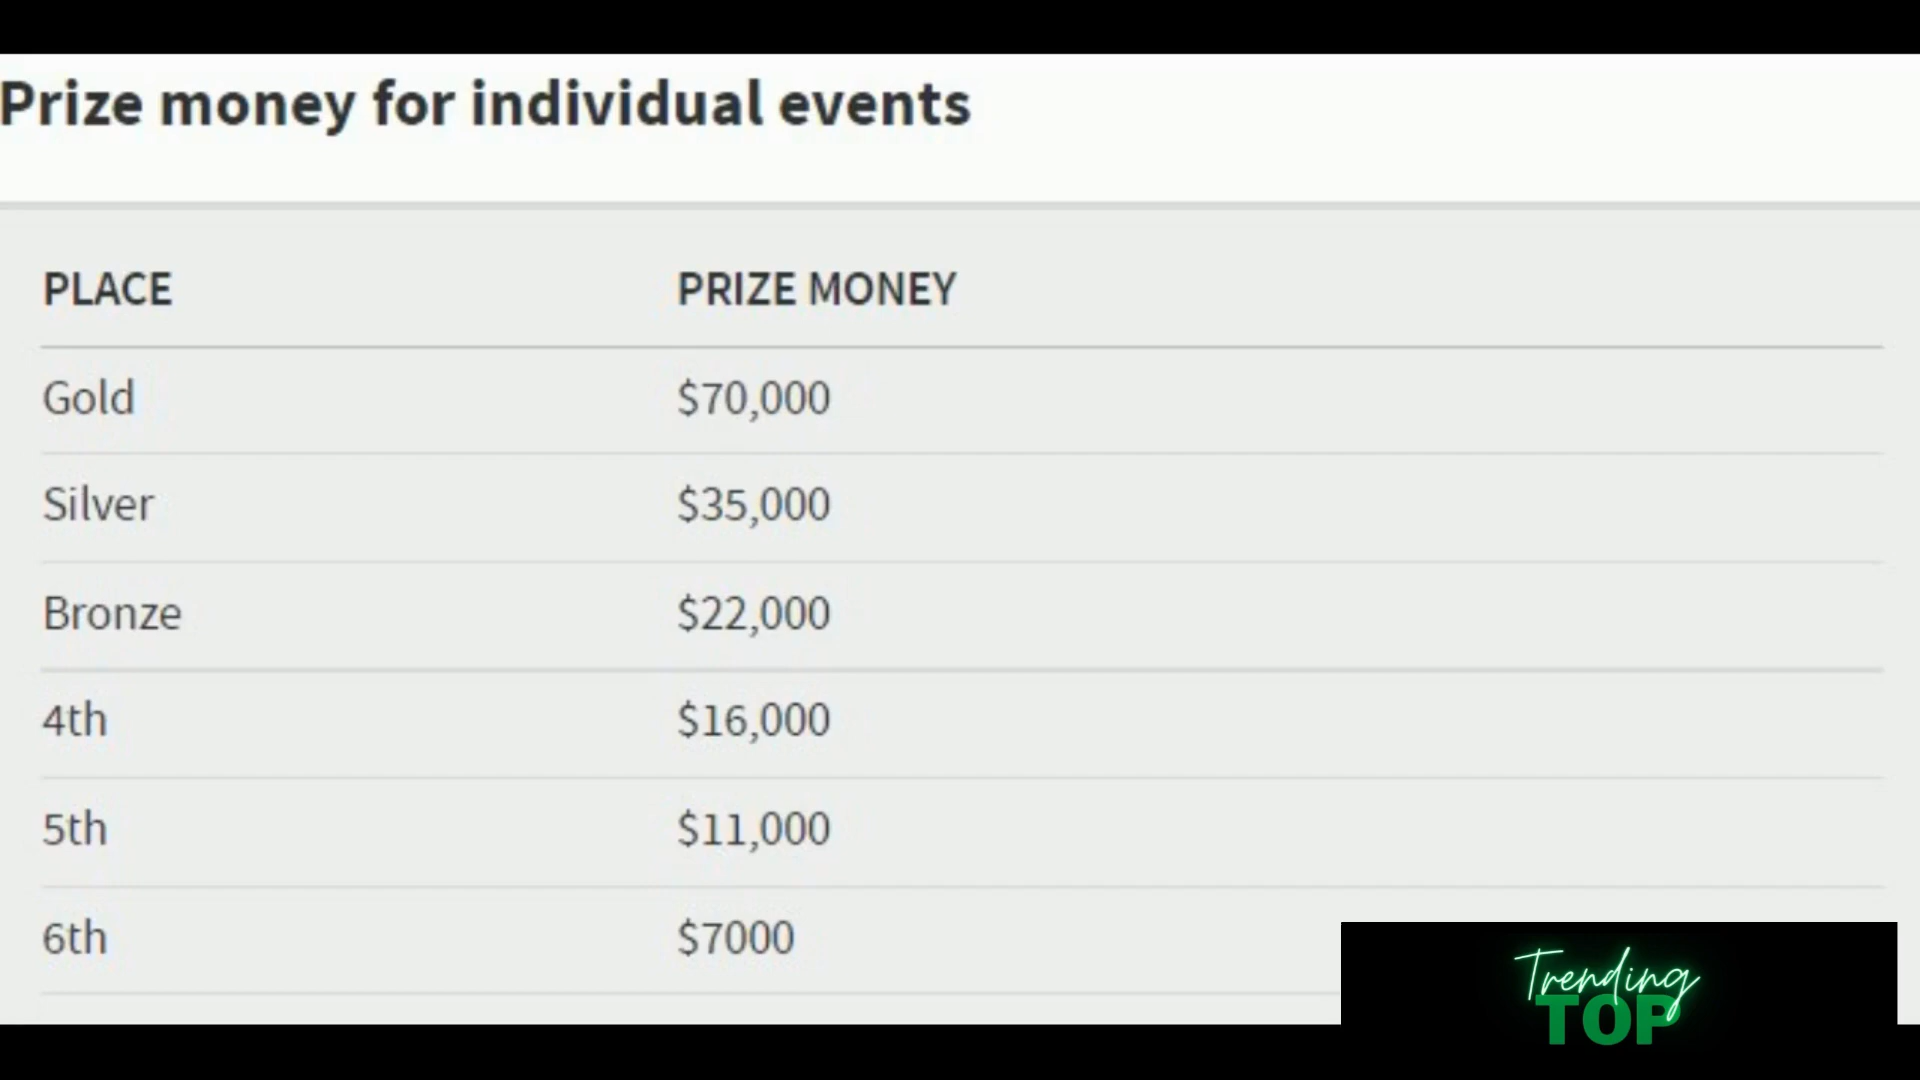 Prize money for individual events
PLACE PRIZE MONEY
Gold $70,000
Silver $35,000
Bronze $22,000
4th $16,000
5th $11,000
6th $7000
Trending
TOP